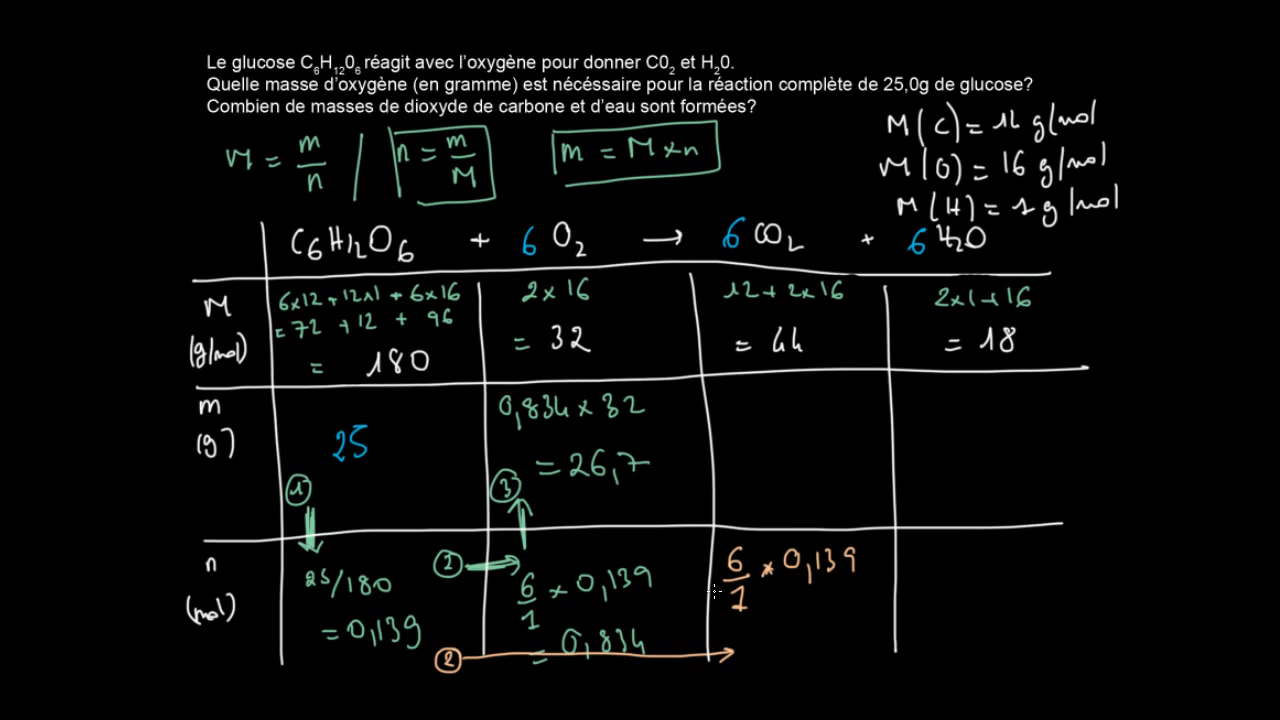 Le glucose C6H12O6 réagit avec l'oxygène pour donner C02 et H20.
Quelle masse d'oxygène (en gramme) est nécéssaire pour la réaction complète de 25,0g de glucose?
Combien de masses de dioxyde de carbone et d'eau sont formées?
M = m/n / n = m/M m = M × n
M(C) = 12 g/mol
M(O) = 16 g/mol
M(H) = 1 g/mol
C6H12O6 + 6 O2 → 6 CO2 + 6 H2O
M 6×12 + 12×1 + 6×16 2 × 16 12 + 2 × 16 2×1+16
= 72 + 12 + 96
(g/mol) = 180 = 32 = 44 = 18
m 0,834 × 32
(g) 25 = 26,7
1 3
n 2 6/1 × 0,139 6/1 × 0,139
(mol) 25/180
= 0,139 = 0,834
2